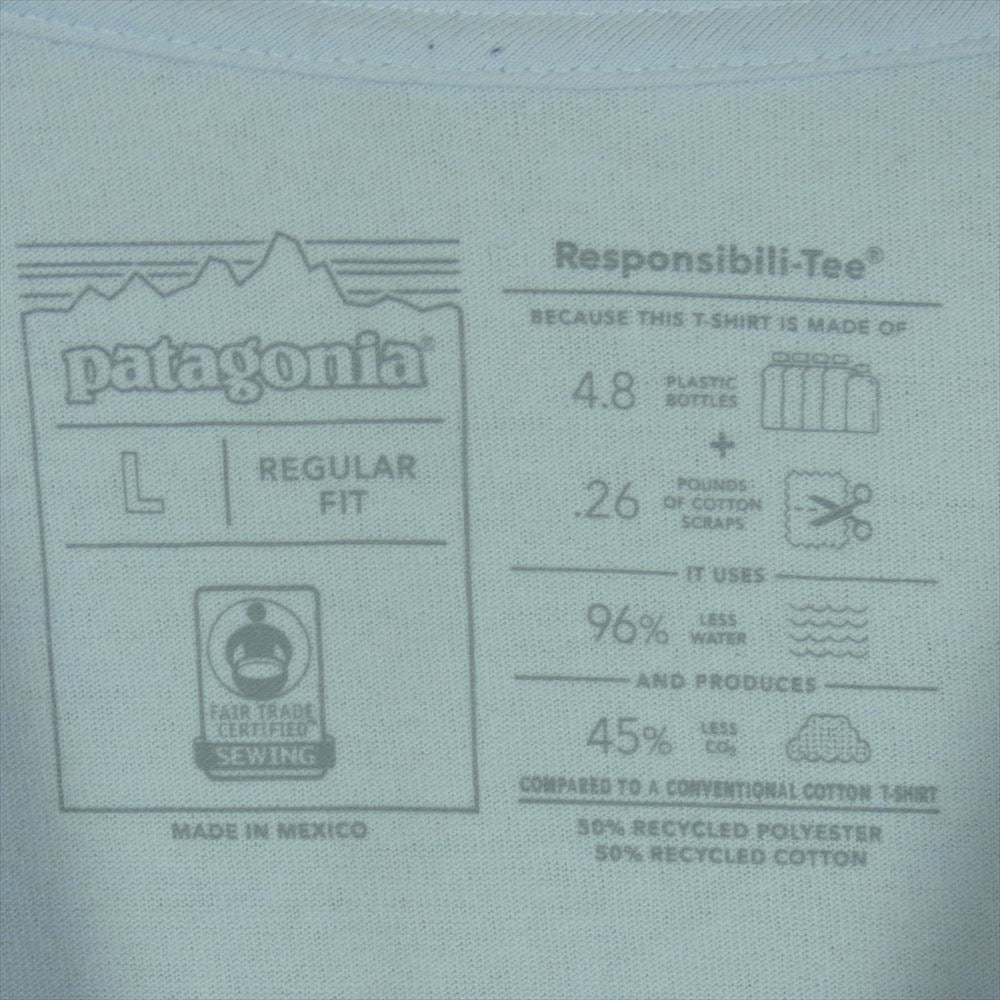 patagonia®
L
REGULAR
FIT
FAIR TRADE
CERTIFIED™
SEWING
MADE IN MEXICO
Responsibili-Tee®
BECAUSE THIS T-SHIRT IS MADE OF
4.8 PLASTIC
BOTTLES
+
.26 POUNDS
OF COTTON
SCRAPS
IT USES
96% LESS
WATER
AND PRODUCES
45% LESS
CO₂
COMPARED TO A CONVENTIONAL COTTON T-SHIRT
50% RECYCLED POLYESTER
50% RECYCLED COTTON